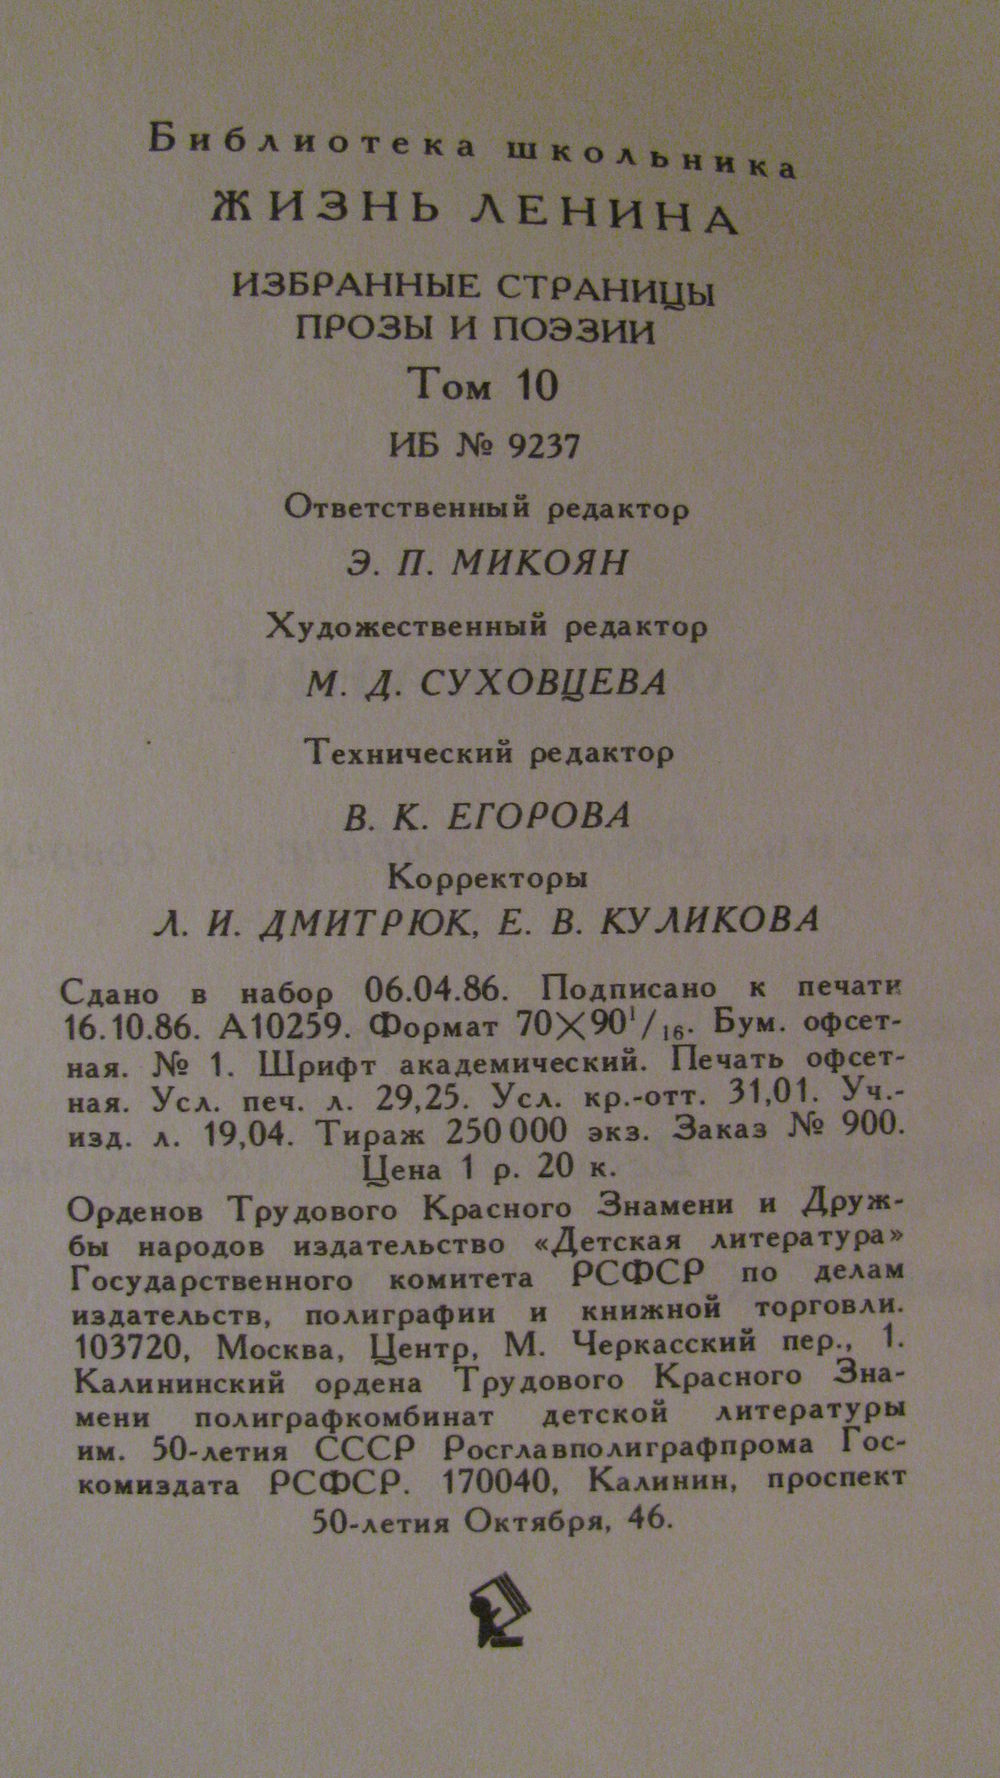 Библиотека школьника
ЖИЗНЬ ЛЕНИНА
ИЗБРАННЫЕ СТРАНИЦЫ
ПРОЗЫ И ПОЭЗИИ
Том 10
ИБ № 9237
Ответственный редактор
Э. П. МИКОЯН
Художественный редактор
М. Д. СУХОВЦЕВА
Технический редактор
В. К. ЕГОРОВА
Корректоры
Л. И. ДМИТРЮК, Е. В. КУЛИКОВА
Сдано в набор 06.04.86. Подписано к печати
16.10.86. А10259. Формат 70×90¹/₁₆. Бум. офсет-
ная. № 1. Шрифт академический. Печать офсет-
ная. Усл. печ. л. 29,25. Усл. кр.-отт. 31,01. Уч.-
изд. л. 19,04. Тираж 250 000 экз. Заказ № 900.
Цена 1 р. 20 к.
Орденов Трудового Красного Знамени и Друж-
бы народов издательство «Детская литература»
Государственного комитета РСФСР по делам
издательств, полиграфии и книжной торговли.
103720, Москва, Центр, М. Черкасский пер., 1.
Калининский ордена Трудового Красного Зна-
мени полиграфкомбинат детской литературы
им. 50-летия СССР Росглавполиграфпрома Гос-
комиздата РСФСР. 170040, Калинин, проспект
50-летия Октября, 46.